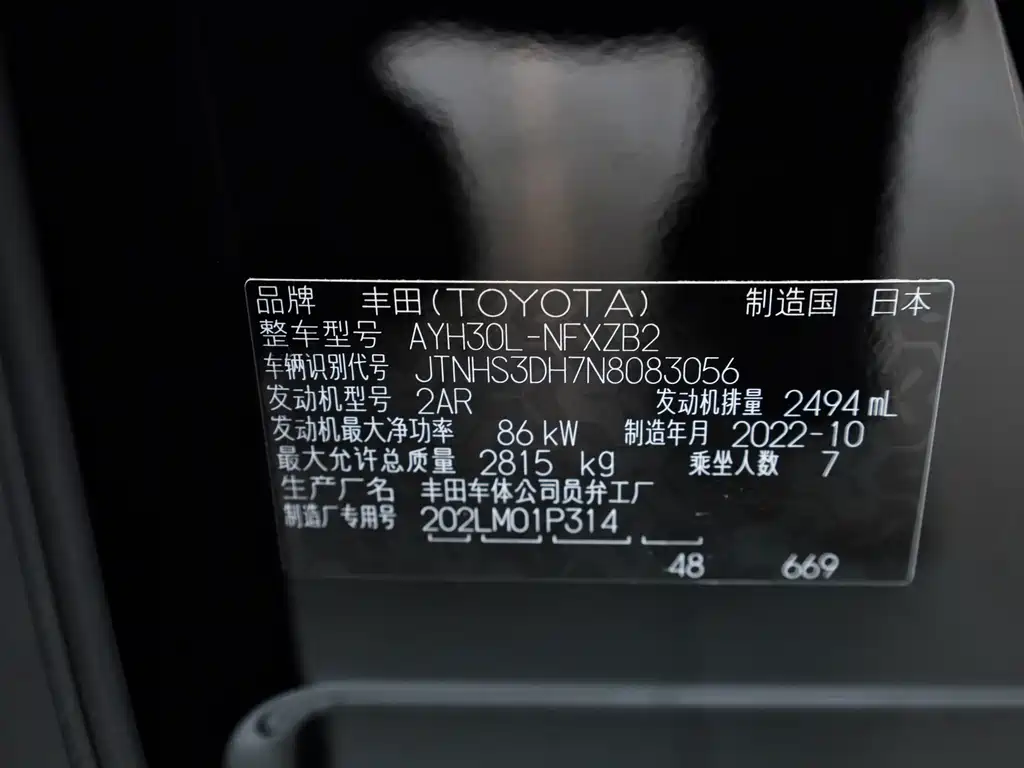 品牌 丰田(TOYOTA) 制造国 日本
整车型号 AYH30L-NFXZB2
车辆识别代号 JTNHS3DH7N8083056
发动机型号 2AR 发动机排量 2494 mL
发动机最大净功率 86 kW 制造年月 2022-10
最大允许总质量 2815 kg 乘坐人数 7
生产厂名 丰田车体公司员弁工厂
制造厂专用号 202LM01P314
48 669